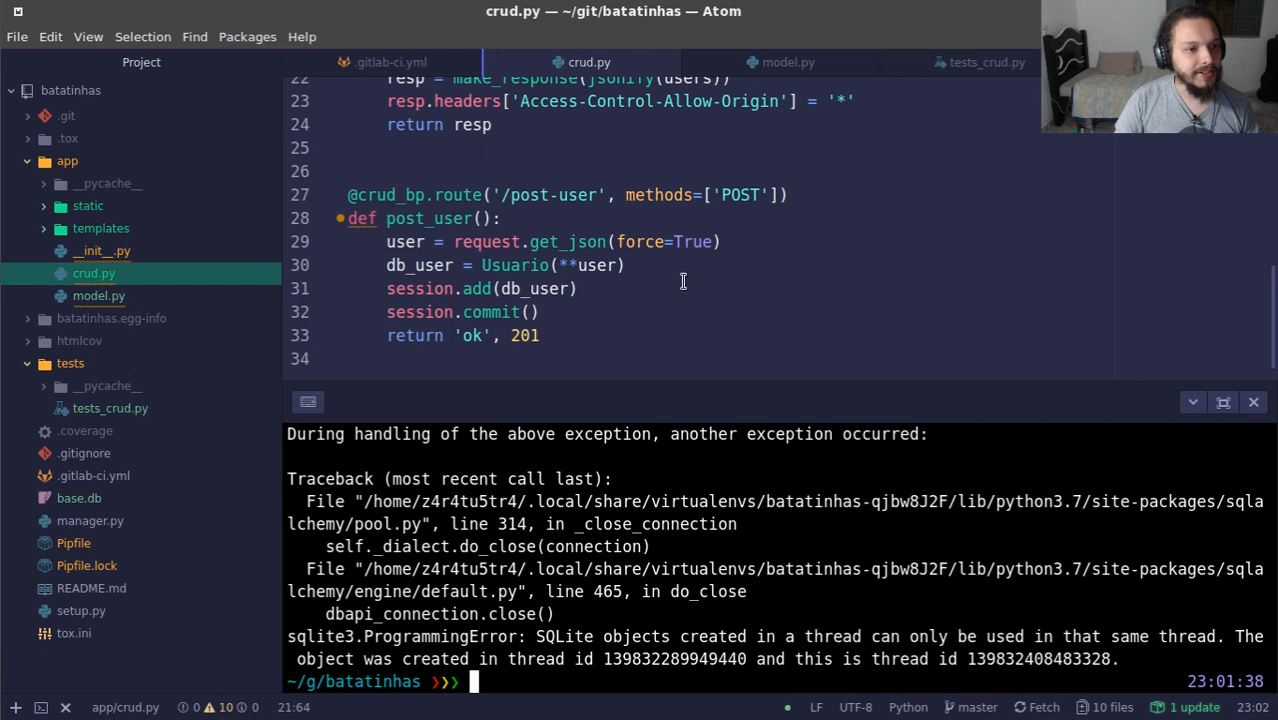 crud.py — ~/git/batatinhas — Atom
File Edit View Selection Find Packages Help
Project
.gitlab-ci.yml
crud.py
model.py
tests_crud.py
batatinhas
.git
.tox
app
__pycache__
static
templates
__init__.py
crud.py
model.py
batatinhas.egg-info
htmlcov
tests
__pycache__
tests_crud.py
.coverage
.gitignore
.gitlab-ci.yml
base.db
manager.py
Pipfile
Pipfile.lock
README.md
setup.py
tox.ini
22 resp = make_response(jsonify(users))
23 resp.headers['Access-Control-Allow-Origin'] = '*'
24 return resp
25
26
27 @crud_bp.route('/post-user', methods=['POST'])
28 def post_user():
29 user = request.get_json(force=True)
30 db_user = Usuario(**user)
31 session.add(db_user)
32 session.commit()
33 return 'ok', 201
34
During handling of the above exception, another exception occurred:
Traceback (most recent call last):
File "/home/z4r4tu5tr4/.local/share/virtualenvs/batatinhas-qjbw8J2F/lib/python3.7/site-packages/sqla
lchemy/pool.py", line 314, in _close_connection
self._dialect.do_close(connection)
File "/home/z4r4tu5tr4/.local/share/virtualenvs/batatinhas-qjbw8J2F/lib/python3.7/site-packages/sqla
lchemy/engine/default.py", line 465, in do_close
dbapi_connection.close()
sqlite3.ProgrammingError: SQLite objects created in a thread can only be used in that same thread. The
object was created in thread id 139832289949440 and this is thread id 139832408483328.
~/g/batatinhas ❯❯❯ 23:01:38
app/crud.py 0 10 0 21:64 LF UTF-8 Python master Fetch 10 files 1 update 23:02